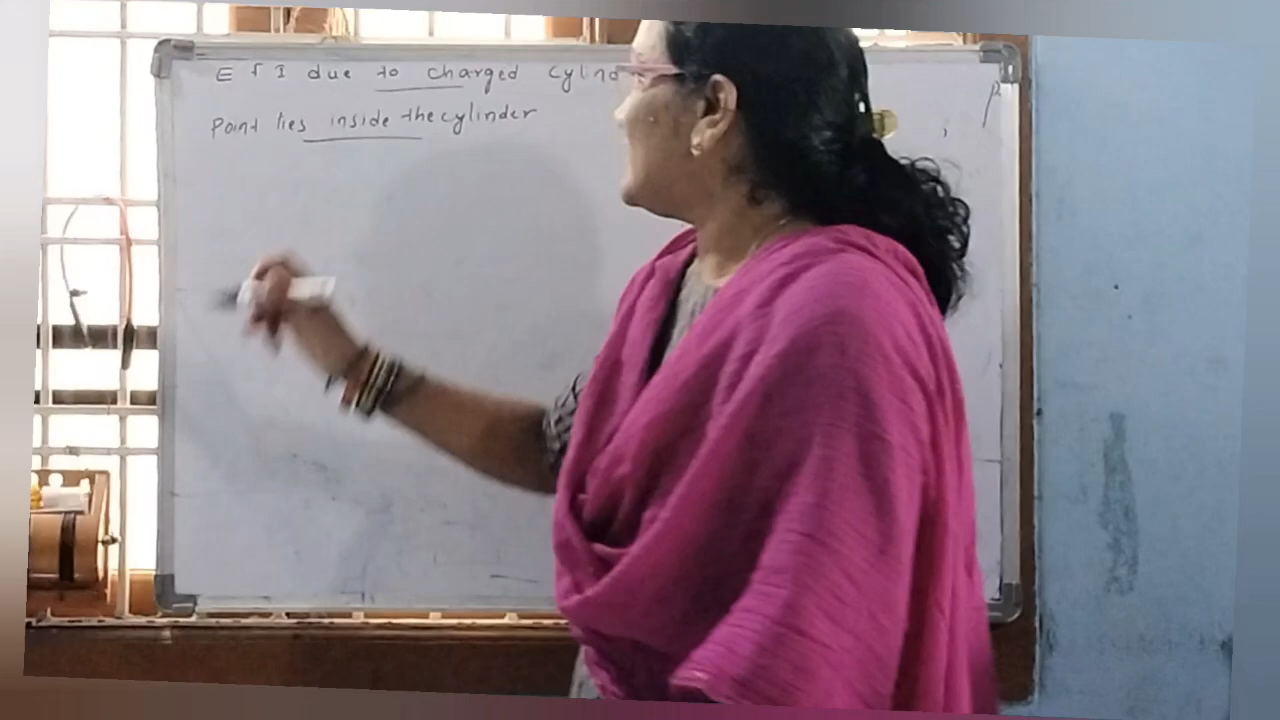 E f I due to charged Cylind
Point lies inside the cylinder